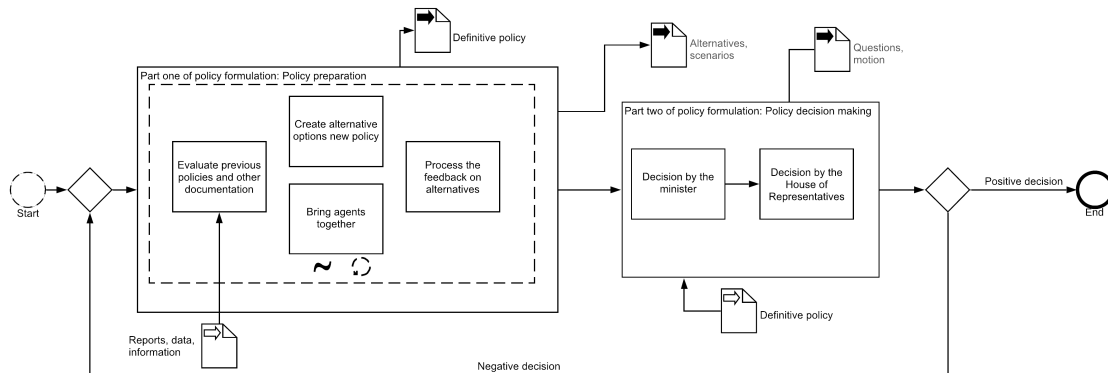 Definitive policy
Alternatives,
scenarios
Questions,
motion
Part one of policy formulation: Policy preparation
Create alternative
options new policy
Evaluate previous
policies and other
documentation
Process the
feedback on
alternatives
Bring agents
together
Part two of policy formulation: Policy decision making
Decision by the
minister
Decision by the
House of
Representatives
Start
Positive decision
End
Reports, data,
information
Definitive policy
Negative decision